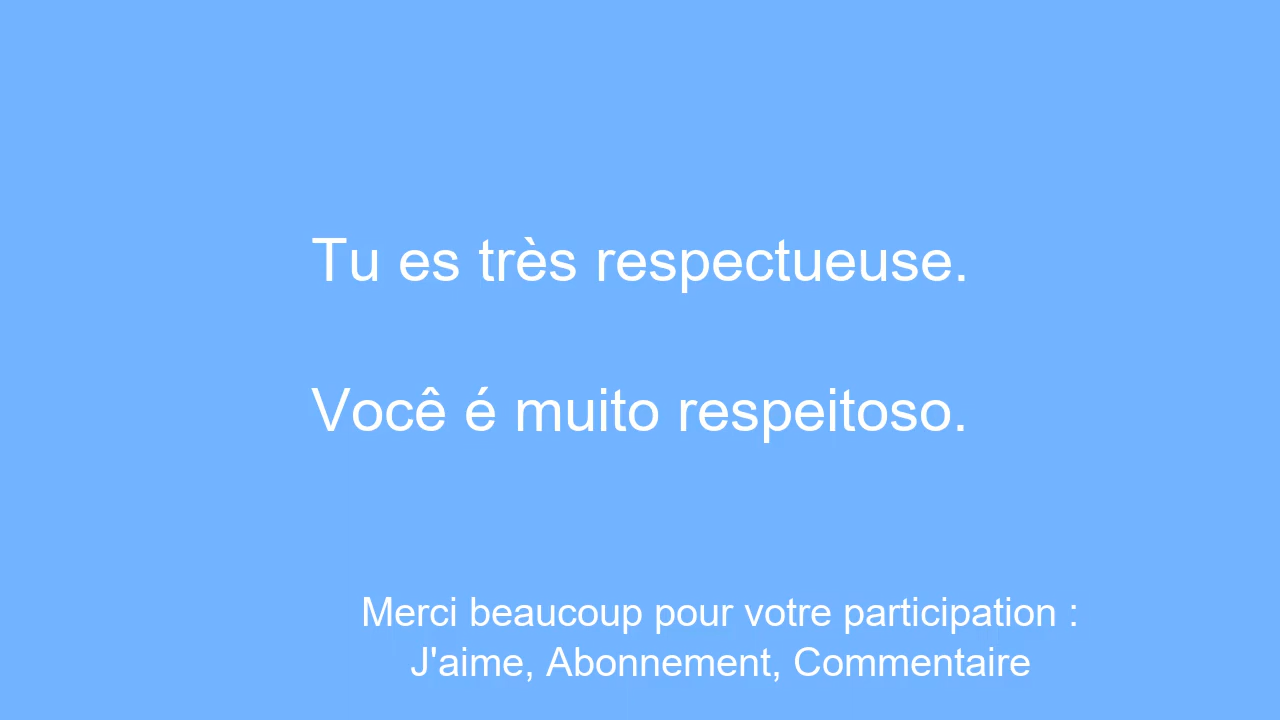 Tu es très respectueuse.
Você é muito respeitoso.
Merci beaucoup pour votre participation :
J'aime, Abonnement, Commentaire